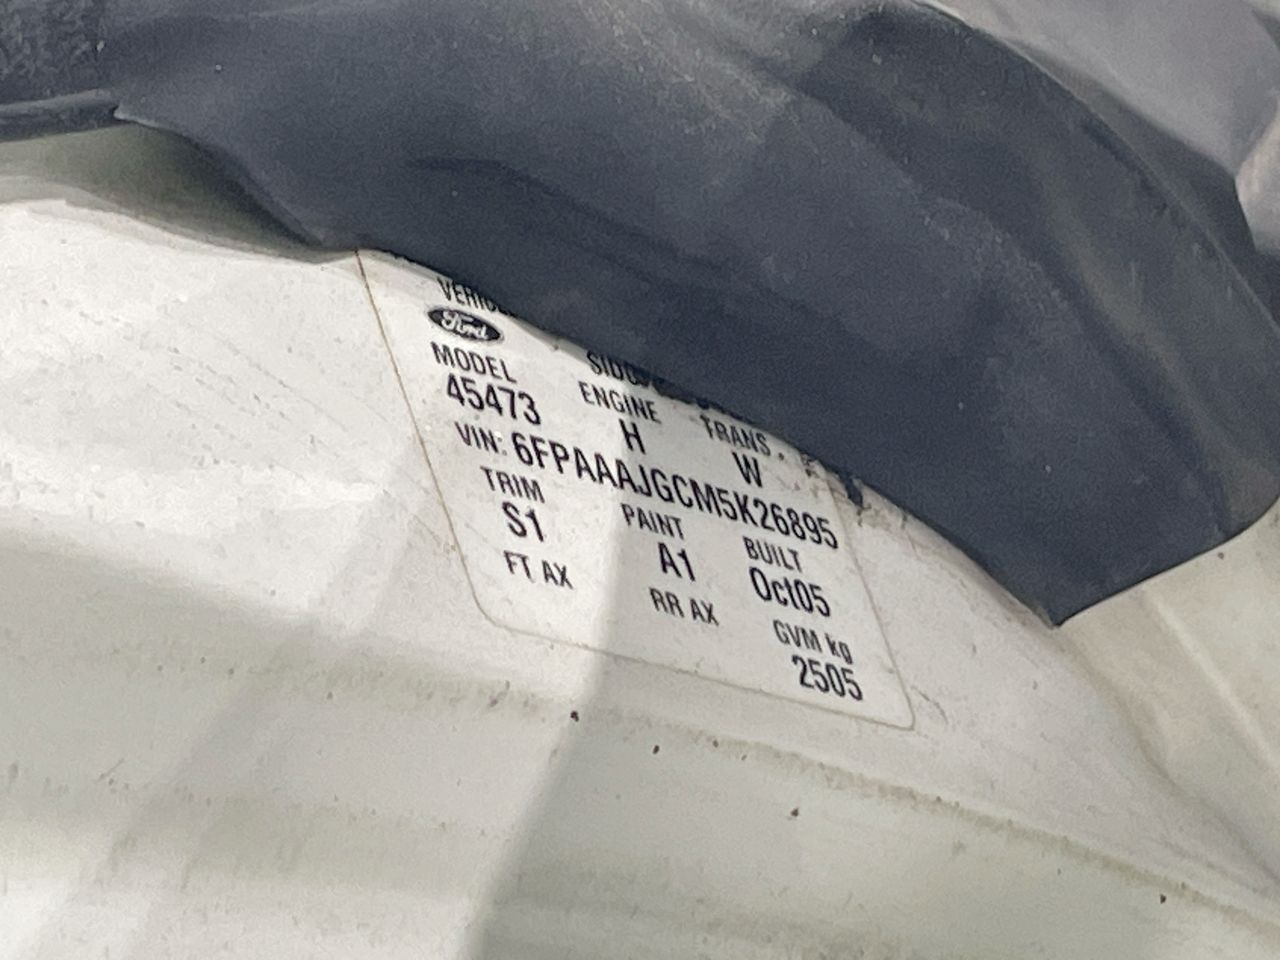 Ford
MODEL ENGINE TRANS.
45473 H W
VIN: 6FPAAAJGCM5K26895
TRIM PAINT BUILT
S1 A1 Oct05
FT AX RR AX GVM kg
2505